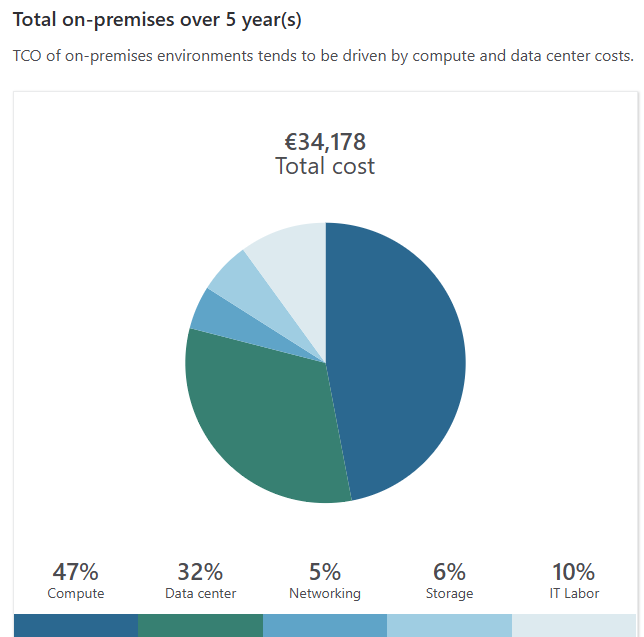 Total on-premises over 5 year(s)
TCO of on-premises environments tends to be driven by compute and data center costs.
€34,178
Total cost
47% 32% 5% 6% 10%
Compute Data center Networking Storage IT Labor